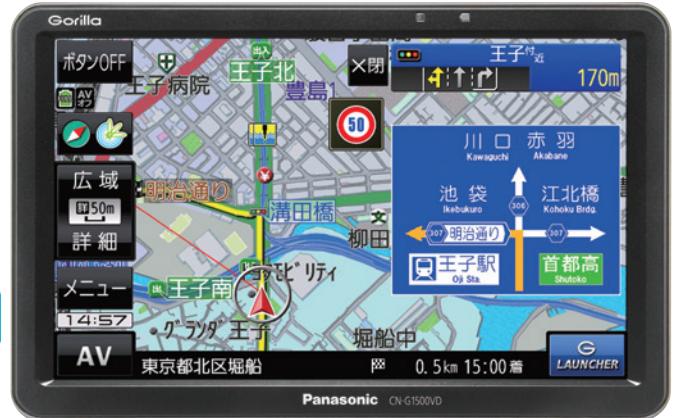 Gorilla
ボタンOFF
王子病院
王子北
出入
×閉
王子付近
170m
AV
オフ
豊島1
50
川口 赤羽
Kawaguchi Akabane
広域
50m
詳細
明治通り
溝田橋
柳田
池袋
Ikebukuro
江北橋
Kohoku Brdg.
306
307 明治通り
307
王子駅
Oji Sta.
首都高
Shutoko
メニュー
王子南
モビリティ
14:57
グランダ王子
堀船中
AV
東京都北区堀船
0.5km 15:00着
G
LAUNCHER
Panasonic CN-G1500VD